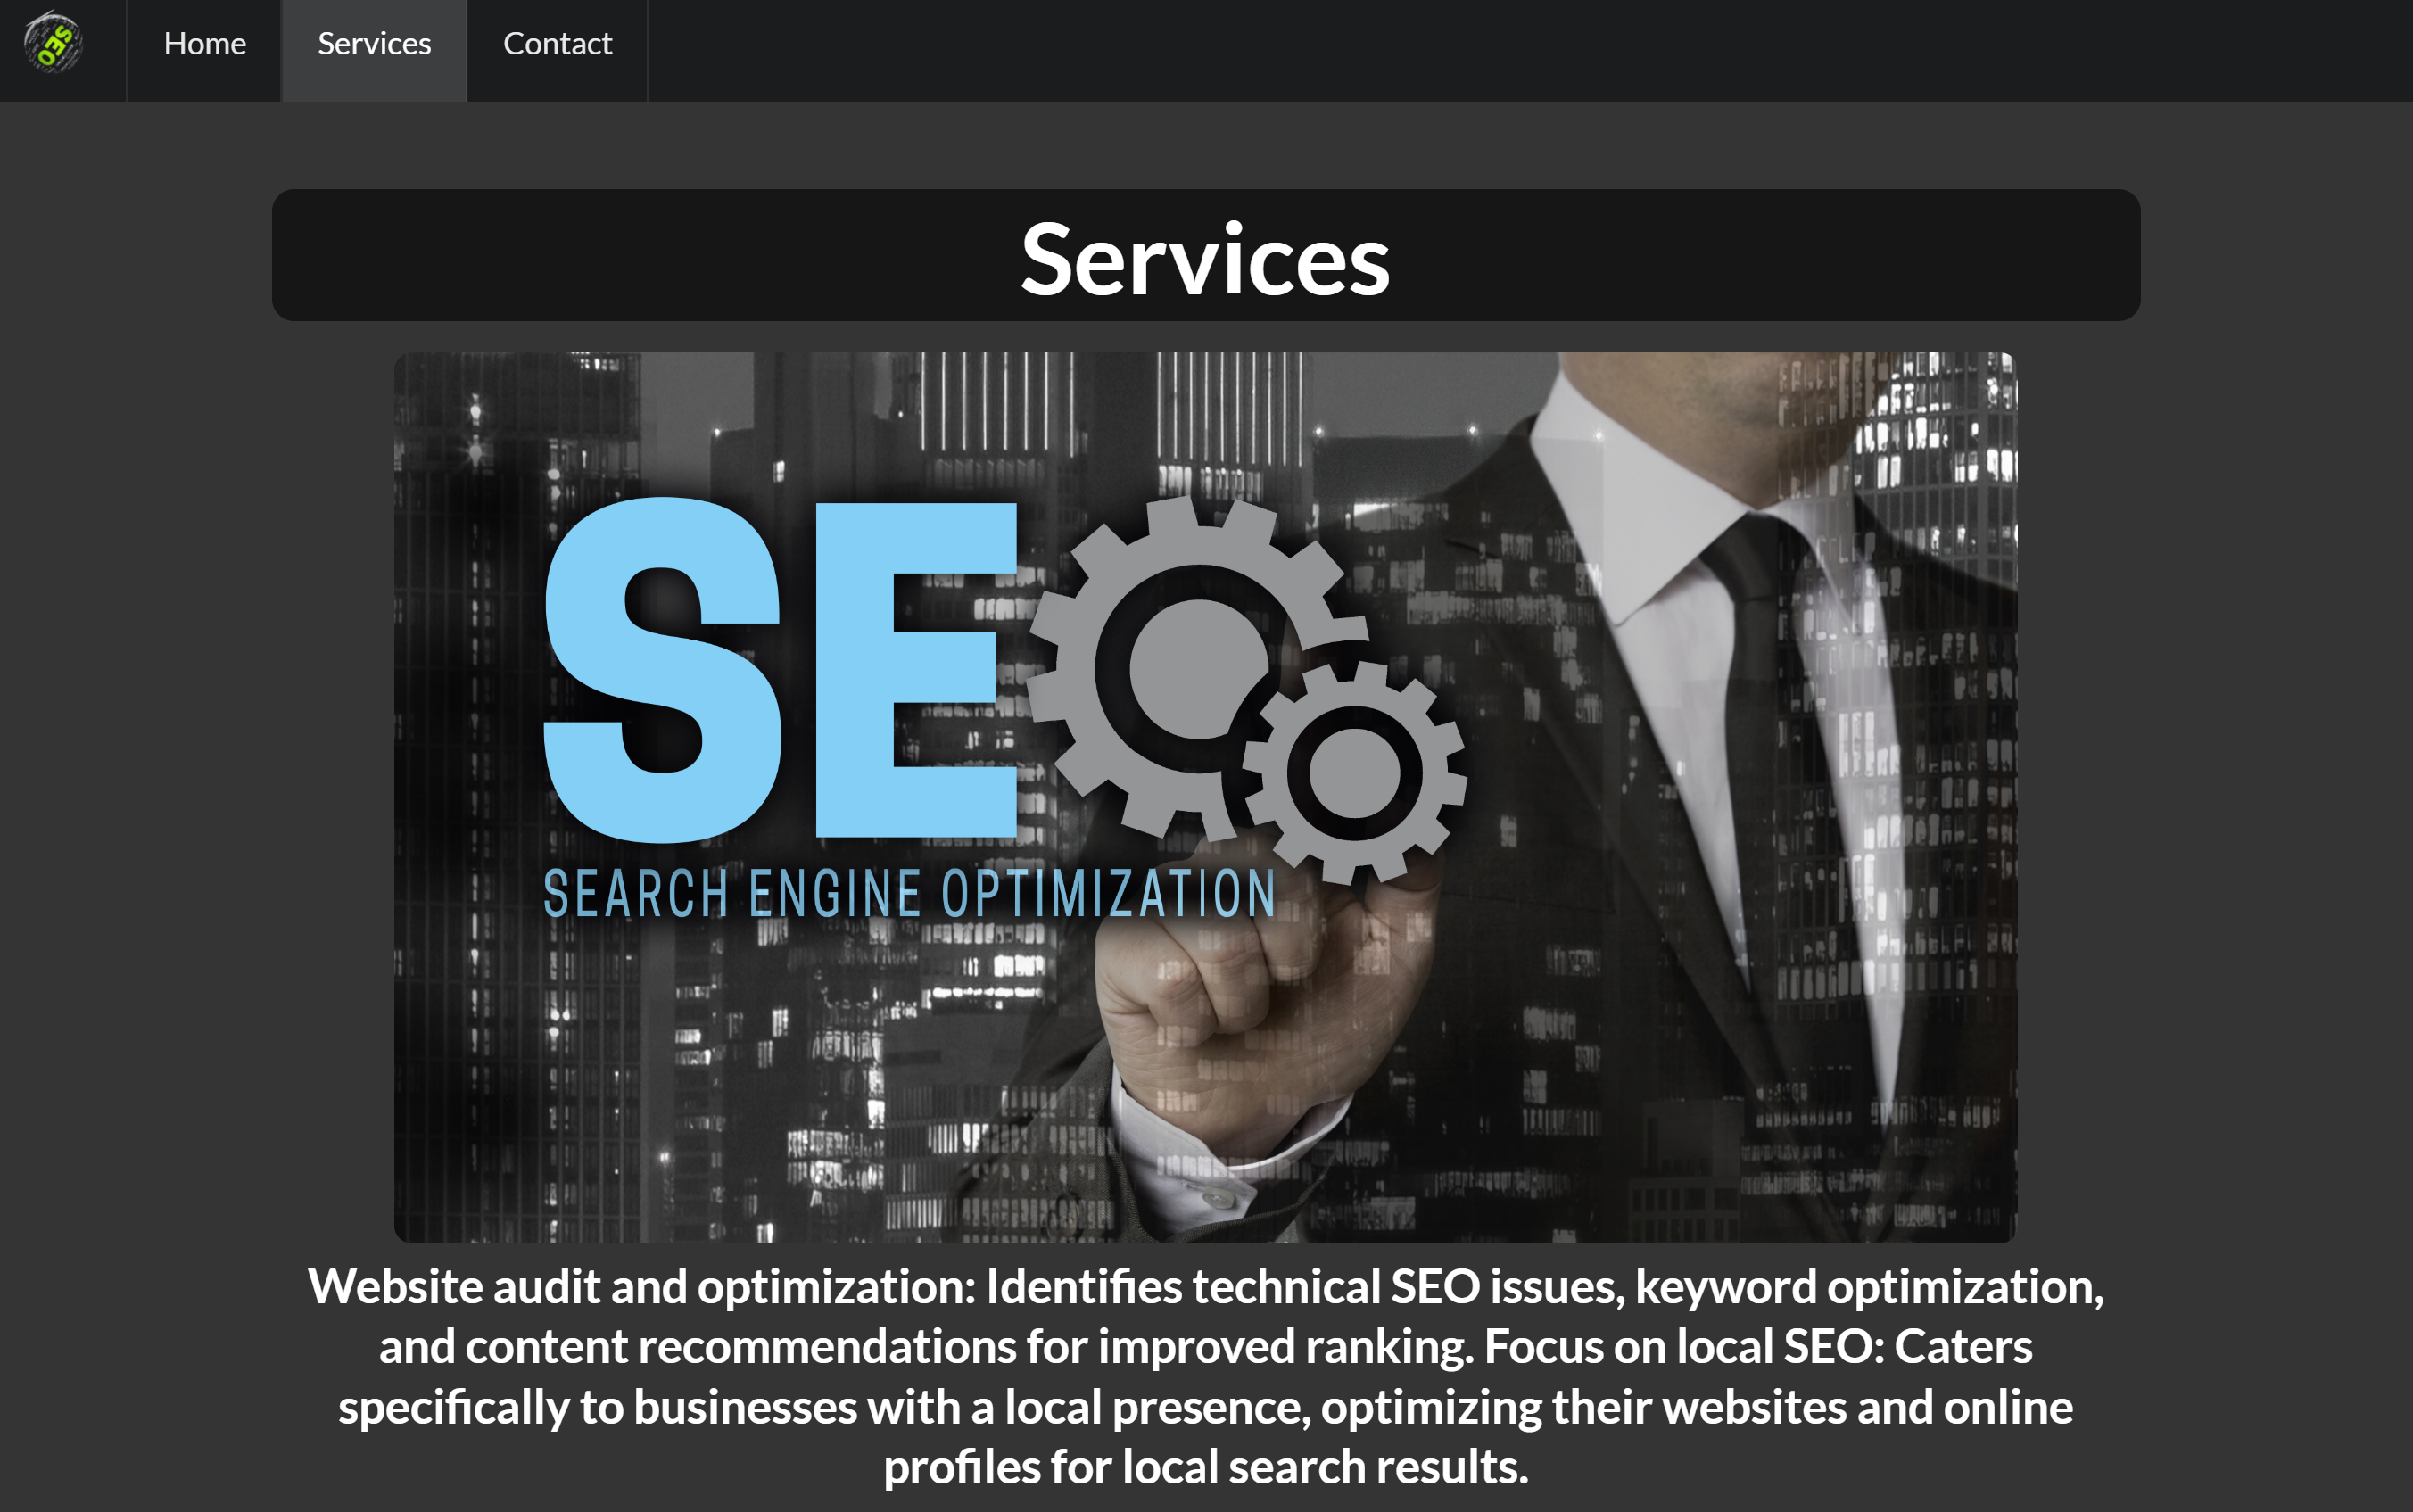 SEO
Home
Services
Contact
Services
SE
SEARCH ENGINE OPTIMIZATION
Website audit and optimization: Identifies technical SEO issues, keyword optimization,
and content recommendations for improved ranking. Focus on local SEO: Caters
specifically to businesses with a local presence, optimizing their websites and online
profiles for local search results.